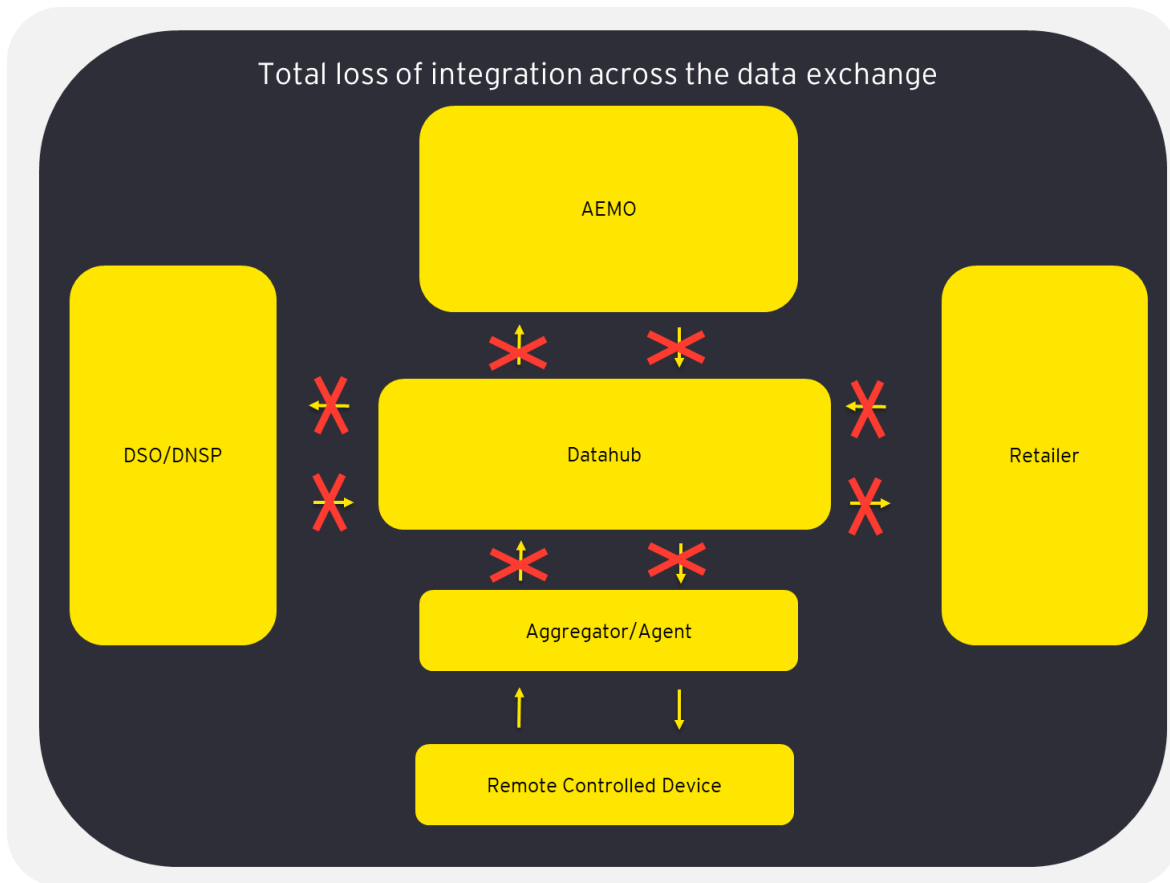 Total loss of integration across the data exchange
AEMO
DSO/DNSP
Datahub
Retailer
Aggregator/Agent
Remote Controlled Device